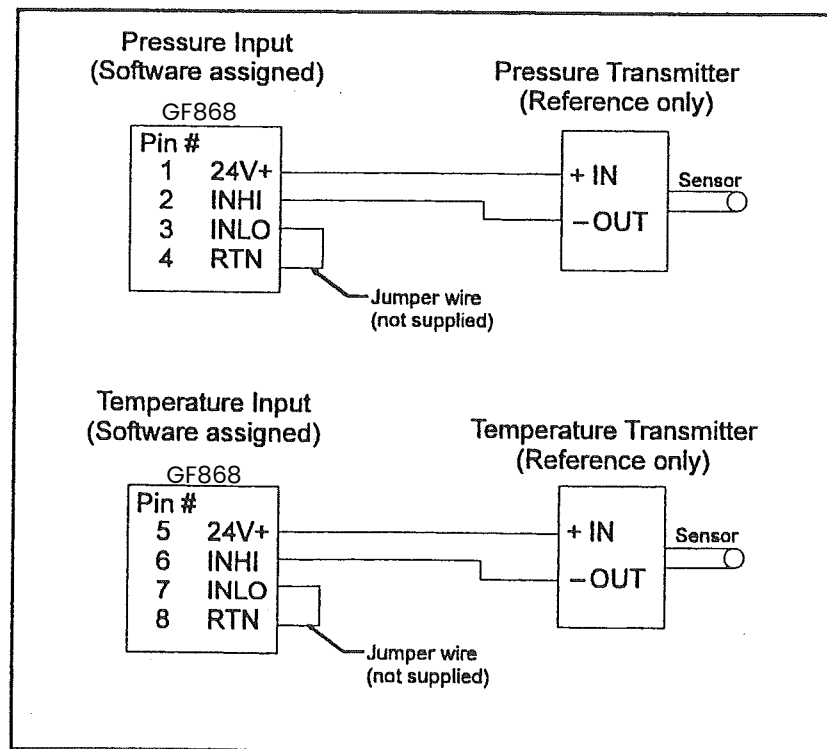 Pressure Input
(Software assigned)
GF868
Pin #
1 24V+
2 INHI
3 INLO
4 RTN
Jumper wire
(not supplied)
Pressure Transmitter
(Reference only)
+ IN
–OUT
Sensor
Temperature Input
(Software assigned)
GF868
Pin #
5 24V+
6 INHI
7 INLO
8 RTN
Jumper wire
(not supplied)
Temperature Transmitter
(Reference only)
+ IN
–OUT
Sensor